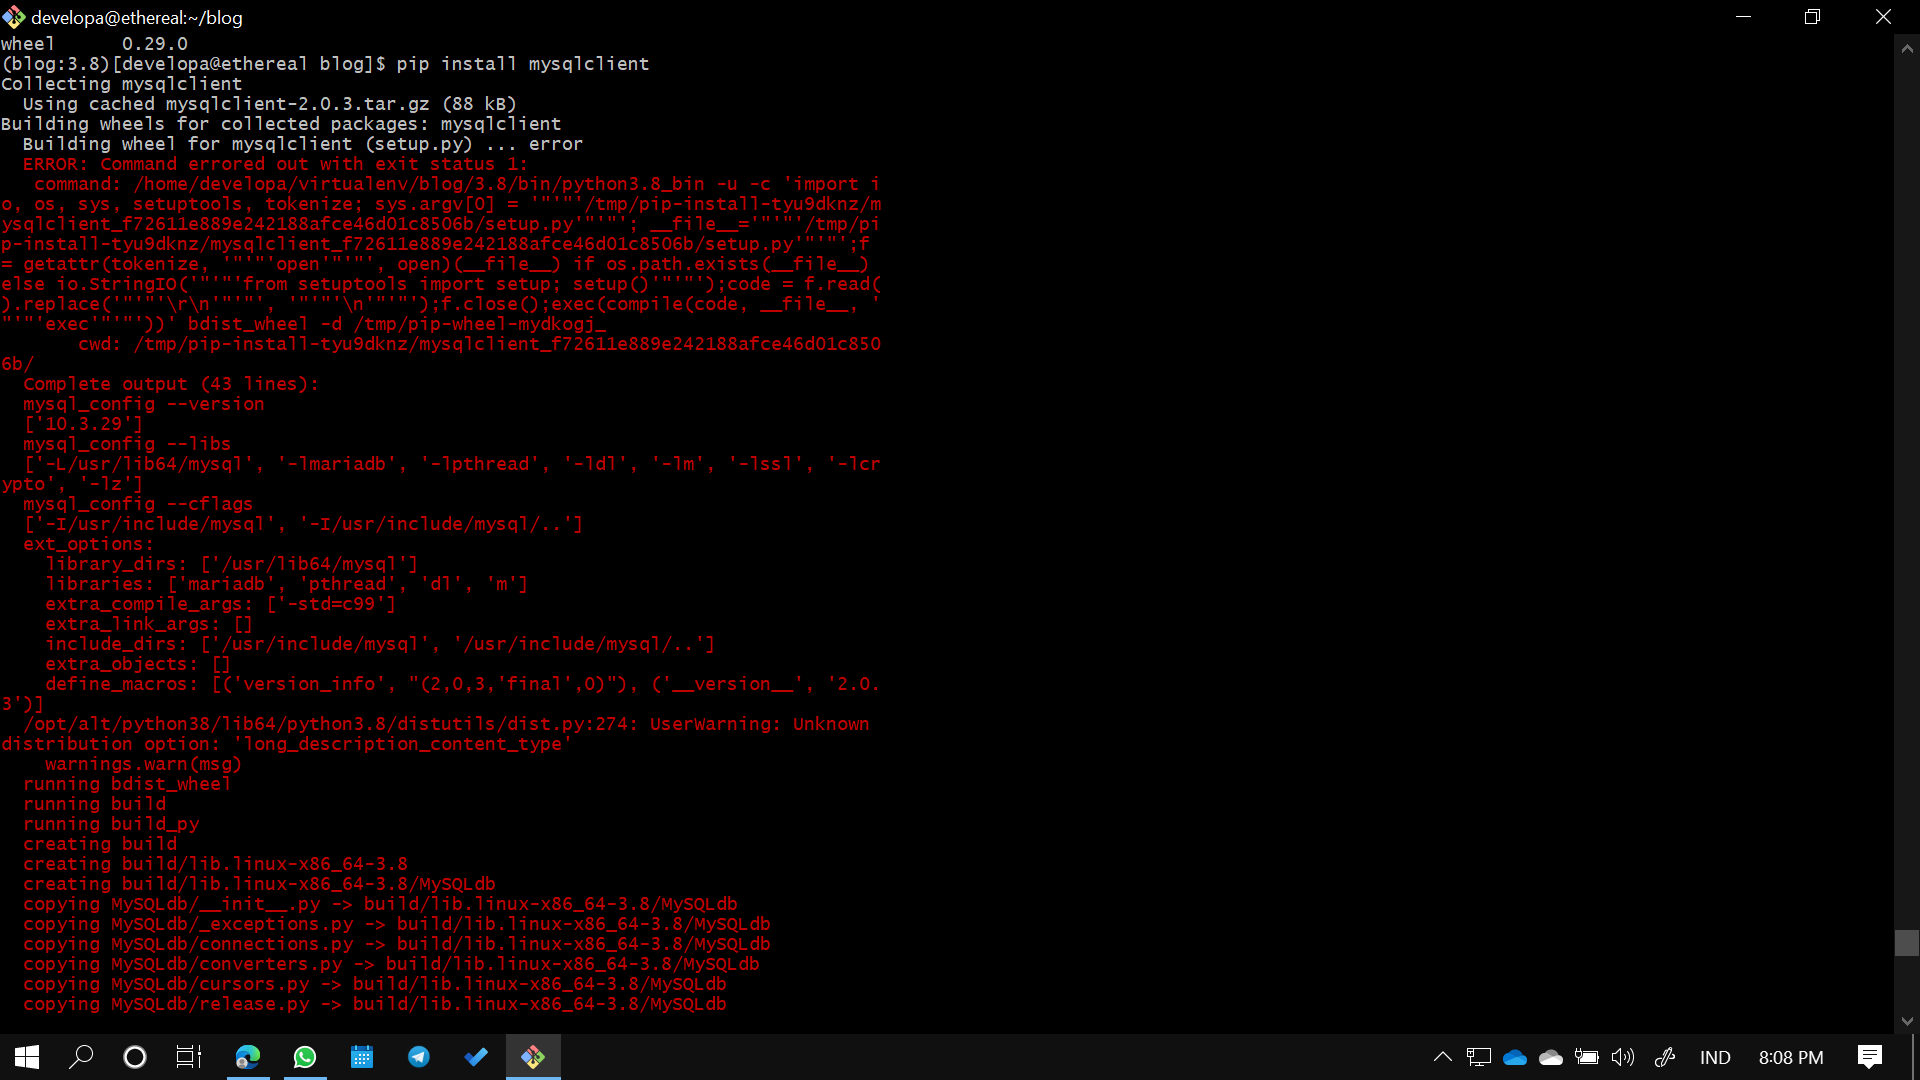 developa@ethereal:~/blog
wheel      0.29.0
(blog:3.8)[developa@ethereal blog]$ pip install mysqlclient
Collecting mysqlclient
  Using cached mysqlclient-2.0.3.tar.gz (88 kB)
Building wheels for collected packages: mysqlclient
  Building wheel for mysqlclient (setup.py) ... error
  ERROR: Command errored out with exit status 1:
   command: /home/developa/virtualenv/blog/3.8/bin/python3.8_bin -u -c 'import i
o, os, sys, setuptools, tokenize; sys.argv[0] = '"'"'/tmp/pip-install-tyu9dknz/m
ysqlclient_f72611e889e242188afce46d01c8506b/setup.py'"'"'; __file__='"'"'/tmp/pi
p-install-tyu9dknz/mysqlclient_f72611e889e242188afce46d01c8506b/setup.py'"'"';f
= getattr(tokenize, '"'"'open'"'"', open)(__file__) if os.path.exists(__file__)
else io.StringIO('"'"'from setuptools import setup; setup()'"'"');code = f.read(
).replace('"'"'\r\n'"'"', '"'"'\n'"'"');f.close();exec(compile(code, __file__, '
"'"'exec'"'"'))' bdist_wheel -d /tmp/pip-wheel-mydkogj_
       cwd: /tmp/pip-install-tyu9dknz/mysqlclient_f72611e889e242188afce46d01c850
6b/
  Complete output (43 lines):
  mysql_config --version
  ['10.3.29']
  mysql_config --libs
  ['-L/usr/lib64/mysql', '-lmariadb', '-lpthread', '-ldl', '-lm', '-lssl', '-lcr
ypto', '-lz']
  mysql_config --cflags
  ['-I/usr/include/mysql', '-I/usr/include/mysql/..']
  ext_options:
    library_dirs: ['/usr/lib64/mysql']
    libraries: ['mariadb', 'pthread', 'dl', 'm']
    extra_compile_args: ['-std=c99']
    extra_link_args: []
    include_dirs: ['/usr/include/mysql', '/usr/include/mysql/..']
    extra_objects: []
    define_macros: [('version_info', "(2,0,3,'final',0)"), ('__version__', '2.0.
3')]
  /opt/alt/python38/lib64/python3.8/distutils/dist.py:274: UserWarning: Unknown
distribution option: 'long_description_content_type'
    warnings.warn(msg)
  running bdist_wheel
  running build
  running build_py
  creating build
  creating build/lib.linux-x86_64-3.8
  creating build/lib.linux-x86_64-3.8/MySQLdb
  copying MySQLdb/__init__.py -> build/lib.linux-x86_64-3.8/MySQLdb
  copying MySQLdb/_exceptions.py -> build/lib.linux-x86_64-3.8/MySQLdb
  copying MySQLdb/connections.py -> build/lib.linux-x86_64-3.8/MySQLdb
  copying MySQLdb/converters.py -> build/lib.linux-x86_64-3.8/MySQLdb
  copying MySQLdb/cursors.py -> build/lib.linux-x86_64-3.8/MySQLdb
  copying MySQLdb/release.py -> build/lib.linux-x86_64-3.8/MySQLdb
IND 8:08 PM